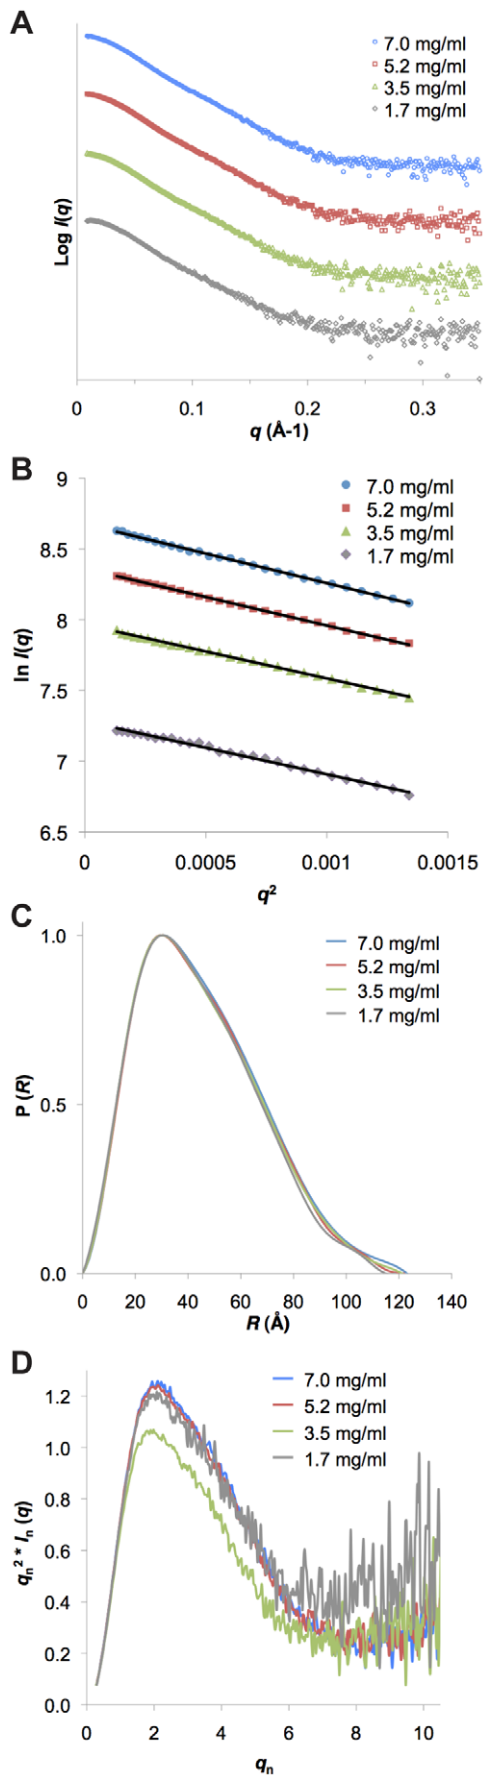 A
7.0 mg/ml
5.2 mg/ml
3.5 mg/ml
1.7 mg/ml
Log I(q)
0 0.1 0.2 0.3
q (Å-1)
B
7.0 mg/ml
5.2 mg/ml
3.5 mg/ml
1.7 mg/ml
9
8.5
8
7.5
7
6.5
ln I(q)
0 0.0005 0.001 0.0015
q²
C
7.0 mg/ml
5.2 mg/ml
3.5 mg/ml
1.7 mg/ml
1.0
0.5
0.0
P (R)
0 20 40 60 80 100 120 140
R (Å)
D
7.0 mg/ml
5.2 mg/ml
3.5 mg/ml
1.7 mg/ml
1.2
1.0
0.8
0.6
0.4
0.2
0.0
qn² * In (q)
0 2 4 6 8 10
qn